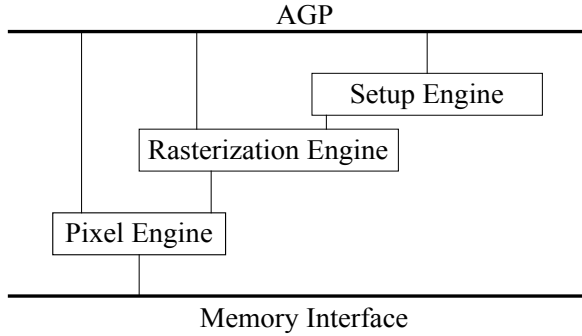 AGP
Setup Engine
Rasterization Engine
Pixel Engine
Memory Interface